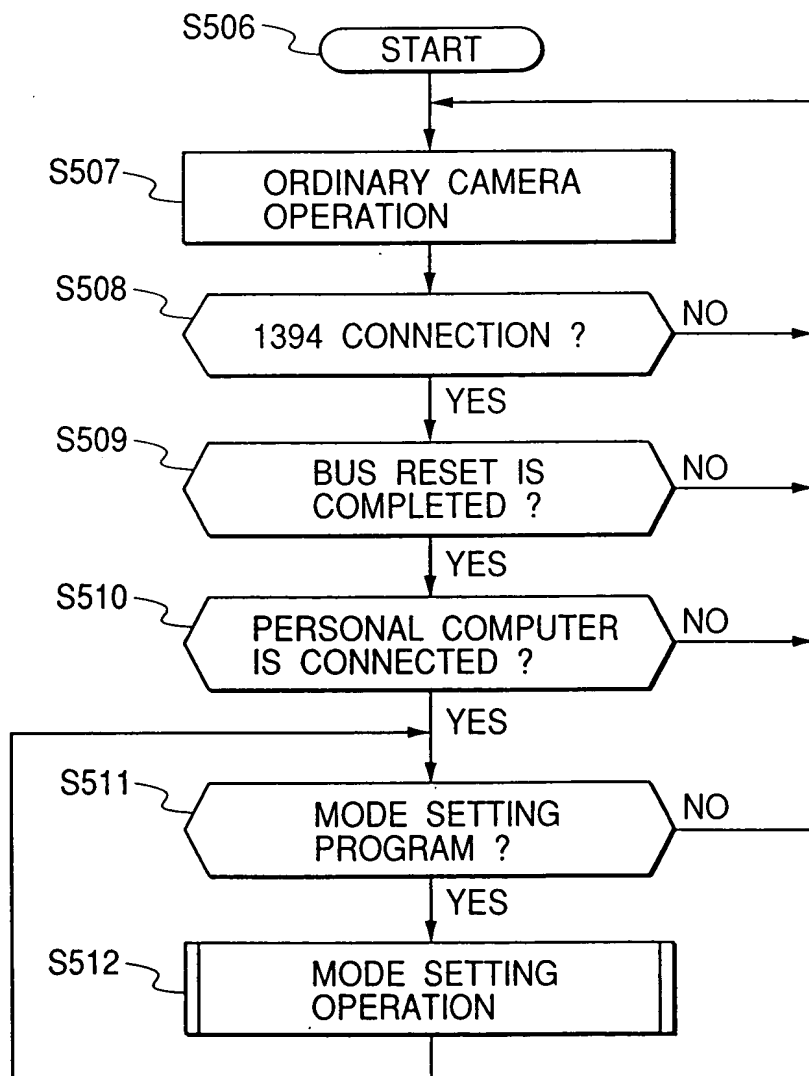 S506
START
S507
ORDINARY CAMERA
OPERATION
S508
1394 CONNECTION ?
NO
YES
S509
BUS RESET IS
COMPLETED ?
NO
YES
S510
PERSONAL COMPUTER
IS CONNECTED ?
NO
YES
S511
MODE SETTING
PROGRAM ?
NO
YES
S512
MODE SETTING
OPERATION